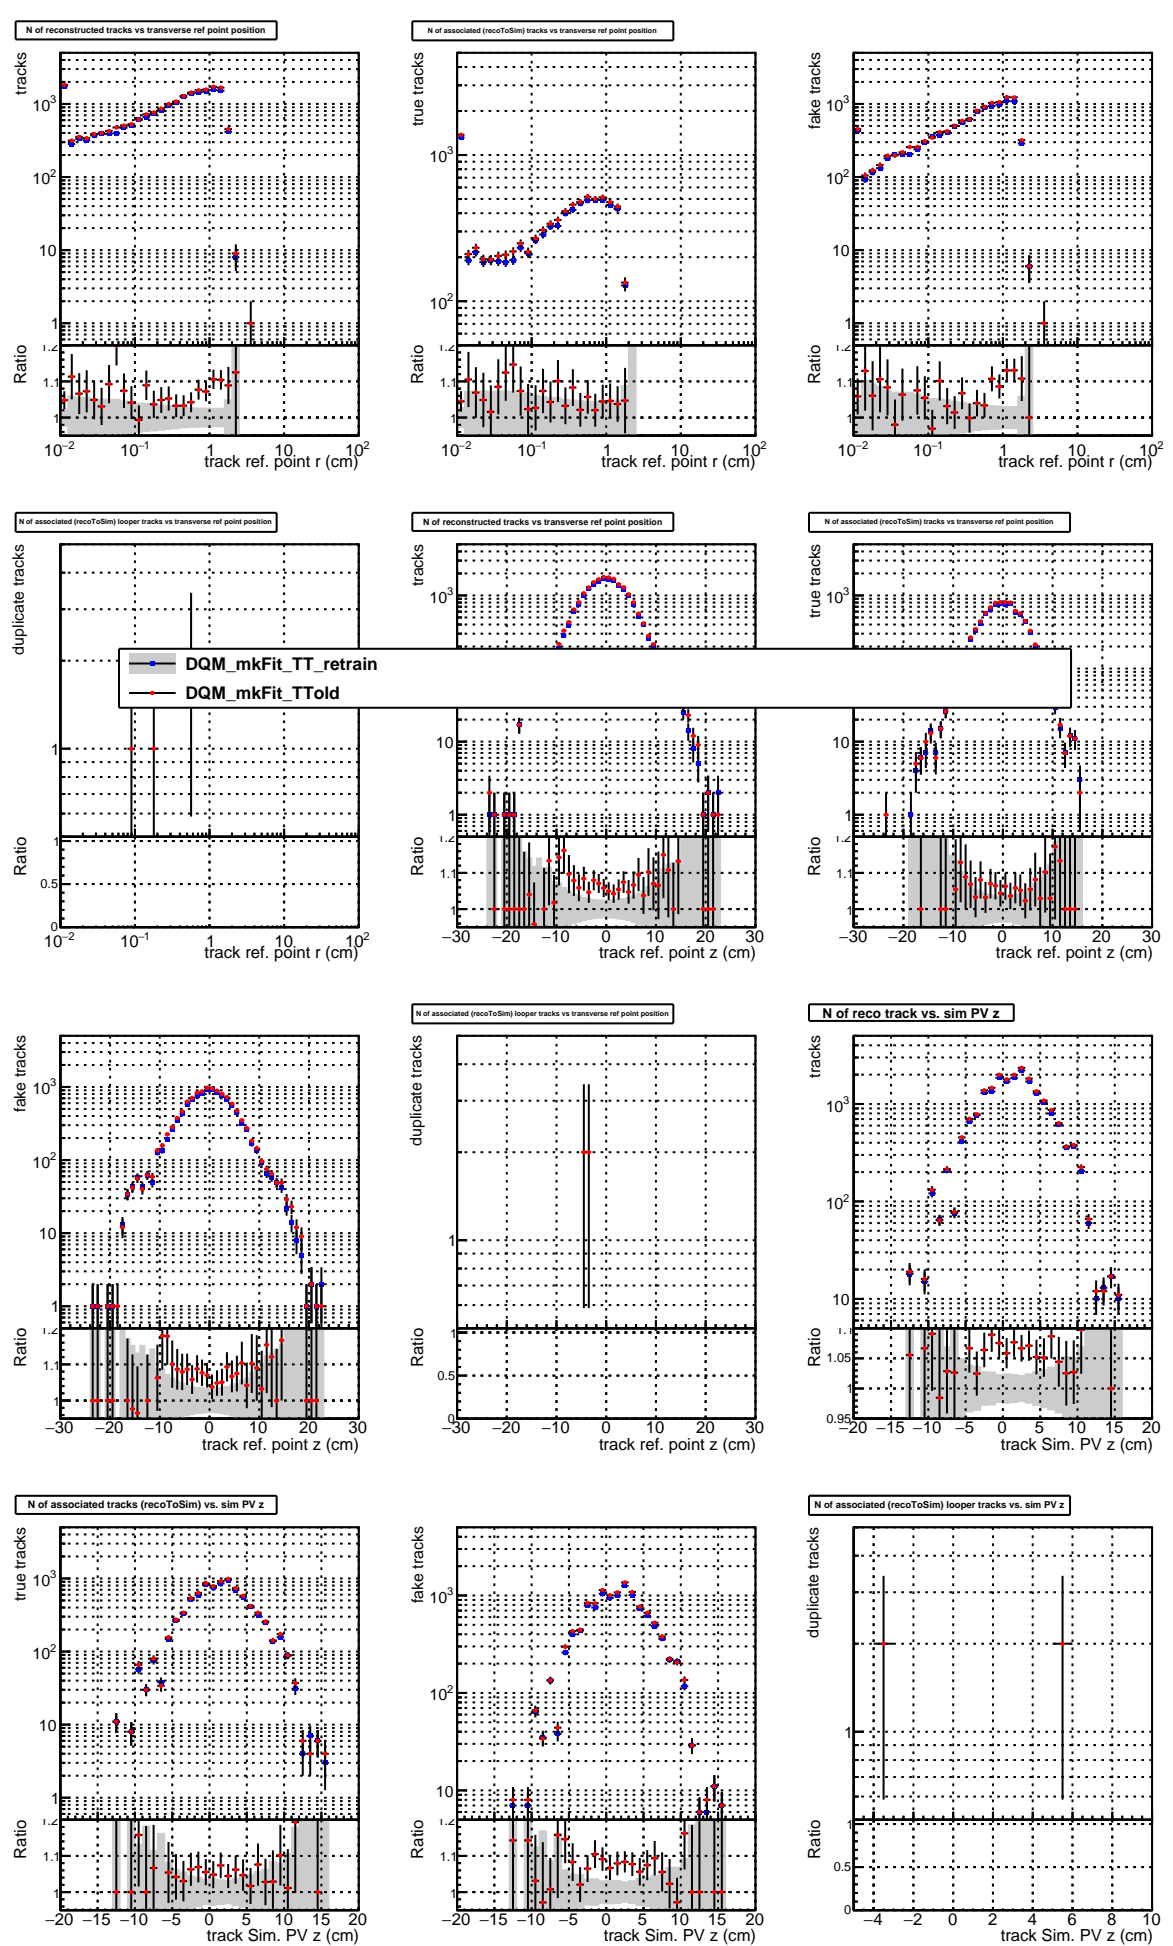 N of reconstructed tracks vs transverse ref point position
tracks
10³
10²
10
1
Ratio
1.2
1.1
1
10⁻² 10⁻¹ 1 10 10²
track ref. point r (cm)
N of associated (recoToSim) tracks vs transverse ref point position
true tracks
10³
10²
Ratio
1.2
1.1
1
10⁻² 10⁻¹ 1 10 10²
track ref. point r (cm)
fake tracks
10³
10²
10
1
Ratio
1.2
1.1
1
10⁻² 10⁻¹ 1 10 10²
track ref. point r (cm)
N of associated (recoToSim) looper tracks vs transverse ref point position
duplicate tracks
1
Ratio
1
0.5
0
10⁻² 10⁻¹ 1 10 10²
track ref. point r (cm)
N of reconstructed tracks vs transverse ref point position
tracks
10³
10
1
Ratio
1.2
1.1
1
−30 −20 −10 0 10 20 30
track ref. point z (cm)
N of associated (recoToSim) tracks vs transverse ref point position
true tracks
10³
10
1
Ratio
1.2
1.1
1
−30 −20 −10 0 10 20 30
track ref. point z (cm)
DQM_mkFit_TT_retrain
DQM_mkFit_TTold
fake tracks
10³
10²
10
1
Ratio
1.2
1.1
1
−30 −20 −10 0 10 20 30
track ref. point z (cm)
N of associated (recoToSim) looper tracks vs transverse ref point position
duplicate tracks
1
Ratio
1
0.5
0
−30 −20 −10 0 10 20 30
track ref. point z (cm)
N of reco track vs. sim PV z
tracks
10³
10²
10
Ratio
1.1
1.05
1
0.95
−20 −15 −10 −5 0 5 10 15 20
track Sim. PV z (cm)
N of associated tracks (recoToSim) vs. sim PV z
true tracks
10³
10²
10
1
Ratio
1.2
1.1
1
−20 −15 −10 −5 0 5 10 15 20
track Sim. PV z (cm)
fake tracks
10³
10²
10
Ratio
1.2
1.1
1
−20 −15 −10 −5 0 5 10 15 20
track Sim. PV z (cm)
N of associated (recoToSim) looper tracks vs. sim PV z
duplicate tracks
1
Ratio
1
0.5
0
−4 −2 0 2 4 6 8 10
track Sim. PV z (cm)